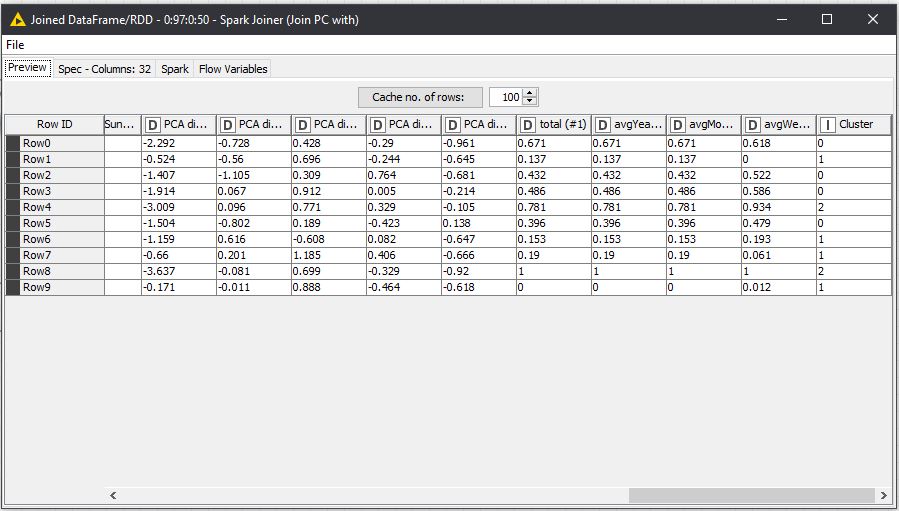 Joined DataFrame/RDD - 0:97:0:50 - Spark Joiner (Join PC with)
File
Preview Spec - Columns: 32 Spark Flow Variables
Cache no. of rows: 100
Row ID Sun... D PCA di... D PCA di... D PCA di... D PCA di... D PCA di... D total (#1) D avgYea... D avgMo... D avgWe... I Cluster
Row0 -2.292 -0.728 0.428 -0.29 -0.961 0.671 0.671 0.671 0.618 0
Row1 -0.524 -0.56 0.696 -0.244 -0.645 0.137 0.137 0.137 0 1
Row2 -1.407 -1.105 0.309 0.764 -0.681 0.432 0.432 0.432 0.522 0
Row3 -1.914 0.067 0.912 0.005 -0.214 0.486 0.486 0.486 0.586 0
Row4 -3.009 0.096 0.771 0.329 -0.105 0.781 0.781 0.781 0.934 2
Row5 -1.504 -0.802 0.189 -0.423 0.138 0.396 0.396 0.396 0.479 0
Row6 -1.159 0.616 -0.608 0.082 -0.647 0.153 0.153 0.153 0.193 1
Row7 -0.66 0.201 1.185 0.406 -0.666 0.19 0.19 0.19 0.061 1
Row8 -3.637 -0.081 0.699 -0.329 -0.92 1 1 1 1 2
Row9 -0.171 -0.011 0.888 -0.464 -0.618 0 0 0 0.012 1